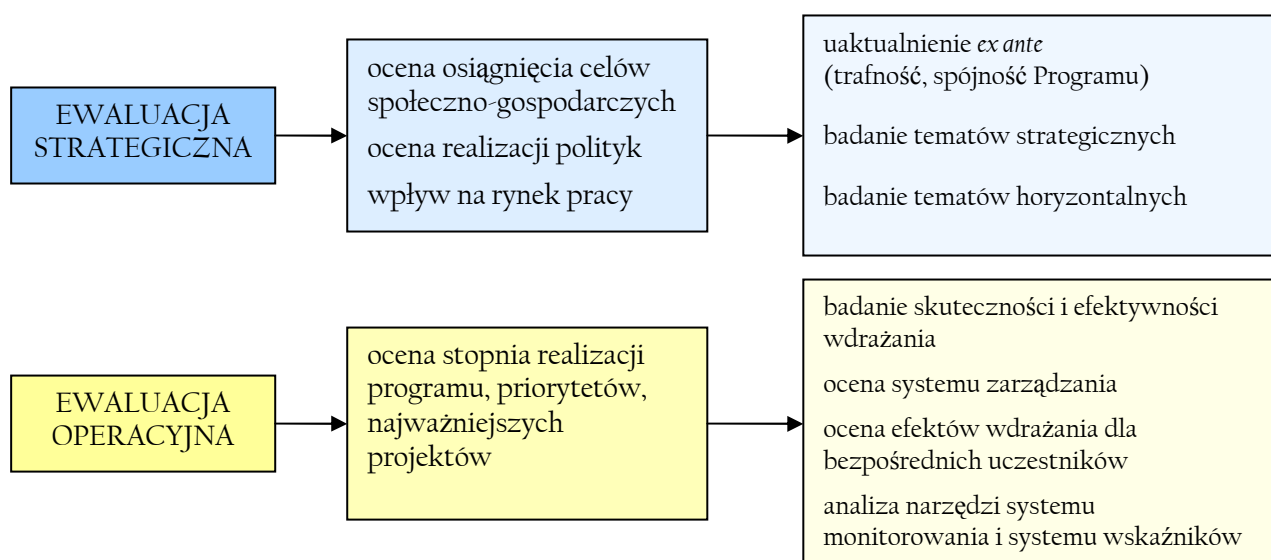 EWALUACJA
STRATEGICZNA
ocena osiągnięcia celów
społeczno-gospodarczych
ocena realizacji polityk
wpływ na rynek pracy
uaktualnienie ex ante
(trafność, spójność Programu)
badanie tematów strategicznych
badanie tematów horyzontalnych
EWALUACJA
OPERACYJNA
ocena stopnia realizacji
programu, priorytetów,
najważniejszych
projektów
badanie skuteczności i efektywności
wdrażania
ocena systemu zarządzania
ocena efektów wdrażania dla
bezpośrednich uczestników
analiza narzędzi systemu
monitorowania i systemu wskaźników